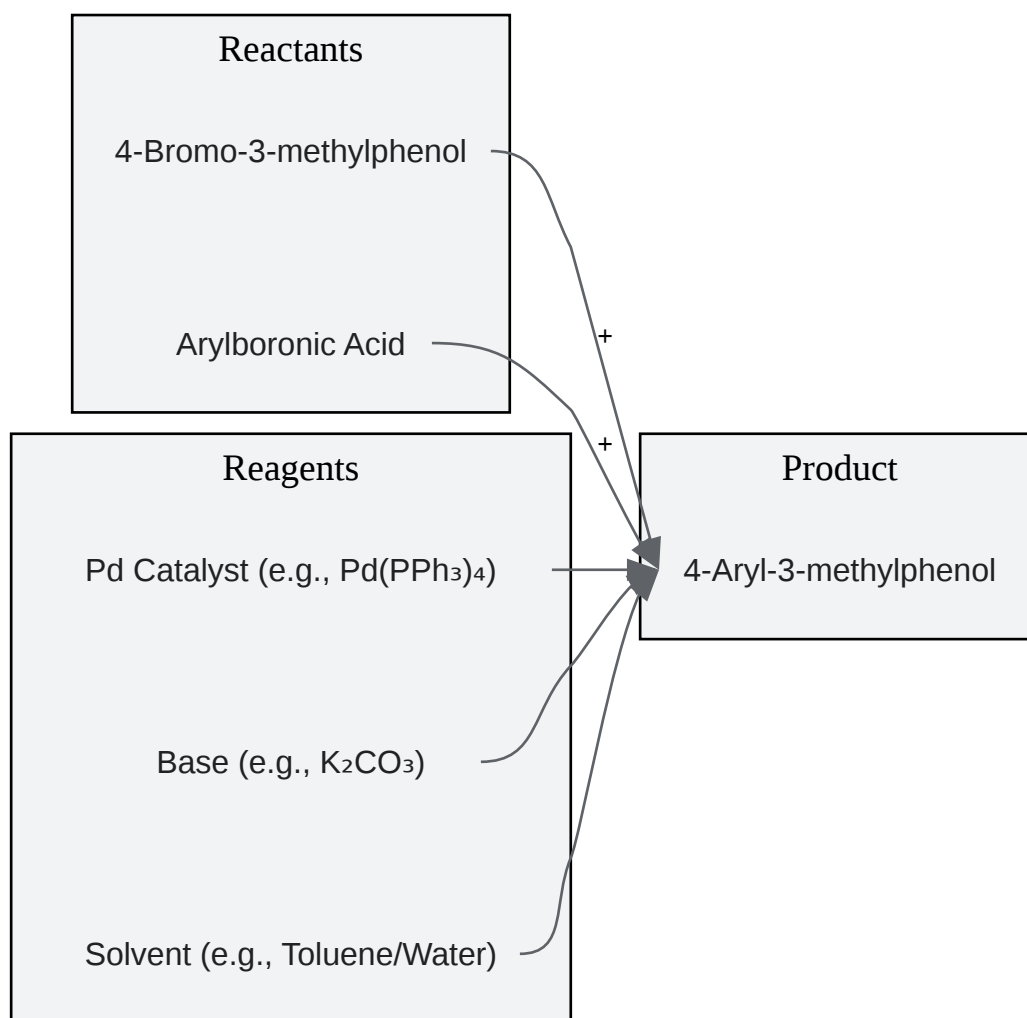 Reactants
4-Bromo-3-methylphenol
+
Arylboronic Acid
+
Reagents
Pd Catalyst (e.g., Pd(PPh₃)₄)
Base (e.g., K₂CO₃)
Solvent (e.g., Toluene/Water)
Product
4-Aryl-3-methylphenol